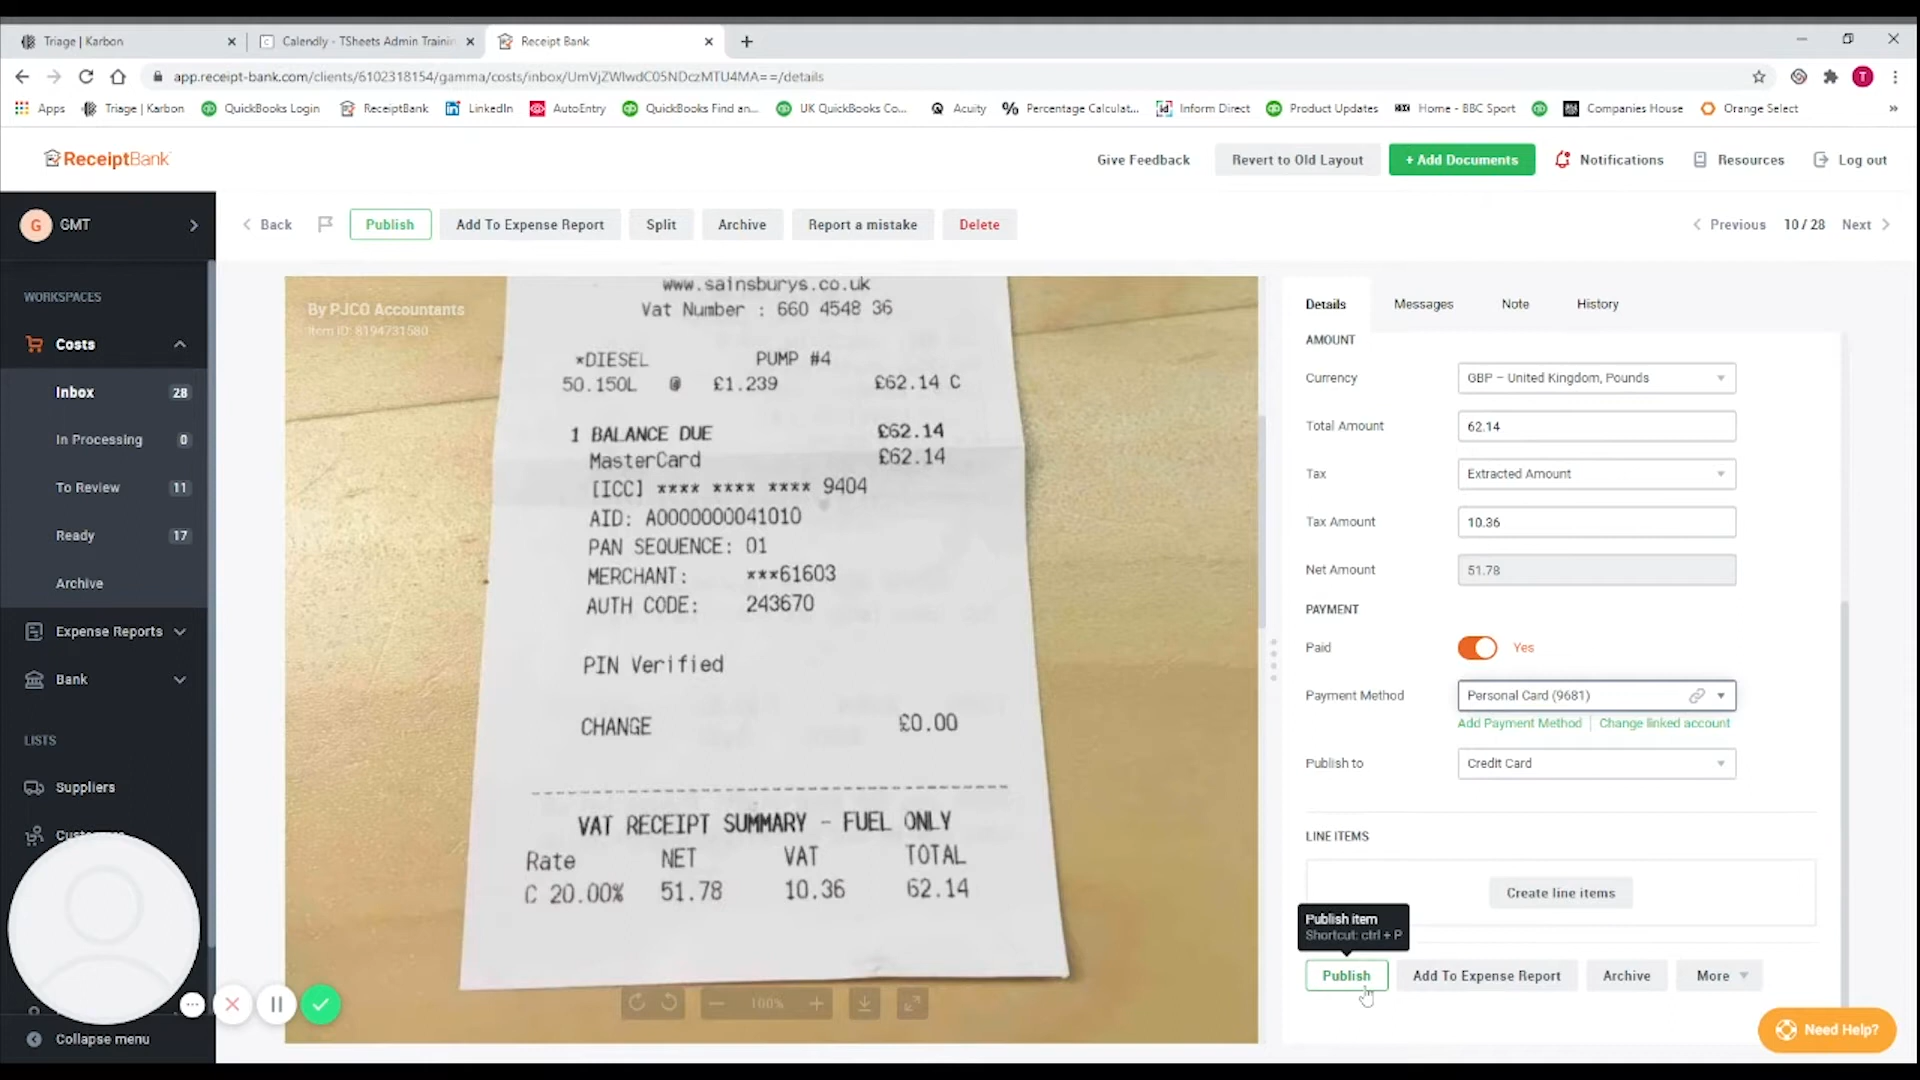 Triage | Karbon
Calendly - TSheets Admin Trainin
Receipt Bank
app.receipt-bank.com/clients/6102318154/gamma/costs/inbox/UmVjZWlwdC05NDczMTU4MA==/details
T
Apps
Triage | Karbon
QuickBooks Login
ReceiptBank
LinkedIn
AutoEntry
QuickBooks Find an...
UK QuickBooks Co...
Acuity
Percentage Calculat...
Inform Direct
Product Updates
Home - BBC Sport
Companies House
Orange Select
ReceiptBank
Give Feedback
Revert to Old Layout
+ Add Documents
Notifications
Resources
Log out
G GMT
Back
Publish
Add To Expense Report
Split
Archive
Report a mistake
Delete
Previous
10 / 28
Next
WORKSPACES
Costs
Inbox 28
In Processing 0
To Review 11
Ready 17
Archive
Expense Reports
Bank
LISTS
Suppliers
Collapse menu
By PJCO Accountants
Item ID: 8194731580
www.sainsburys.co.uk
Vat Number : 660 4548 36
*DIESEL PUMP #4
50.150L @ £1.239 £62.14 C
1 BALANCE DUE £62.14
MasterCard £62.14
[ICC] **** **** **** 9404
AID: A0000000041010
PAN SEQUENCE: 01
MERCHANT: ***61603
AUTH CODE: 243670
PIN Verified
CHANGE £0.00
VAT RECEIPT SUMMARY - FUEL ONLY
Rate NET VAT TOTAL
C 20.00% 51.78 10.36 62.14
100%
Details
Messages
Note
History
AMOUNT
Currency GBP – United Kingdom, Pounds
Total Amount 62.14
Tax Extracted Amount
Tax Amount 10.36
Net Amount 51.78
PAYMENT
Paid Yes
Payment Method Personal Card (9681)
Add Payment Method | Change linked account
Publish to Credit Card
LINE ITEMS
Create line items
Publish item
Shortcut: ctrl + P
Publish
Add To Expense Report
Archive
More
Need Help?